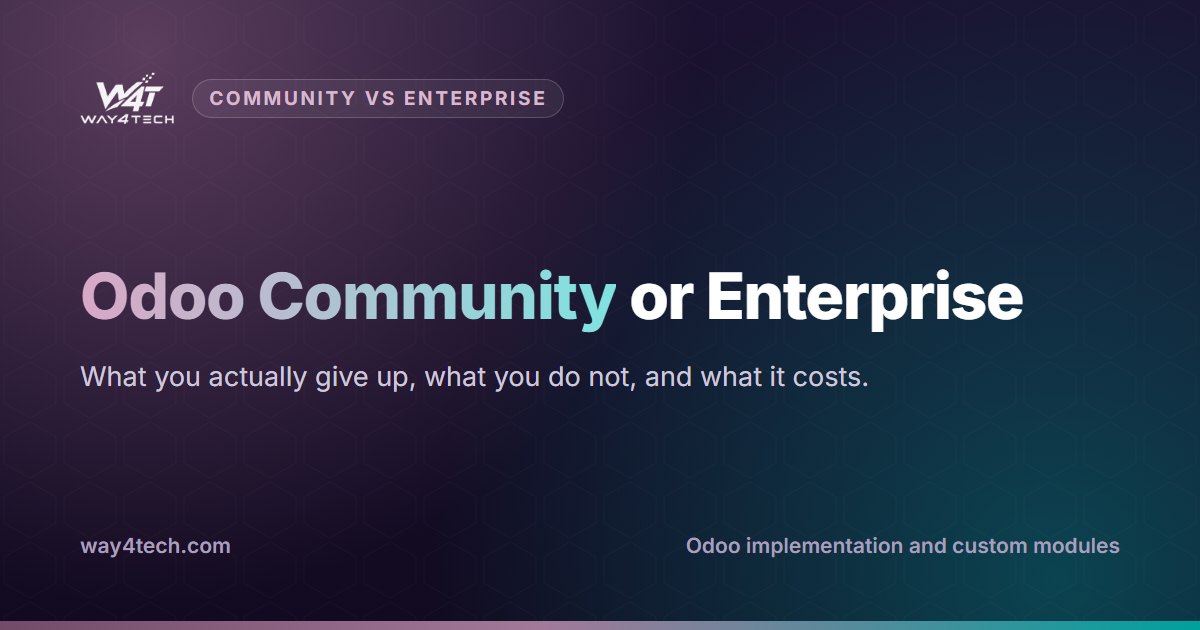 W4T
WAY4TECH
COMMUNITY VS ENTERPRISE
Odoo Community or Enterprise
What you actually give up, what you do not, and what it costs.
way4tech.com
Odoo implementation and custom modules